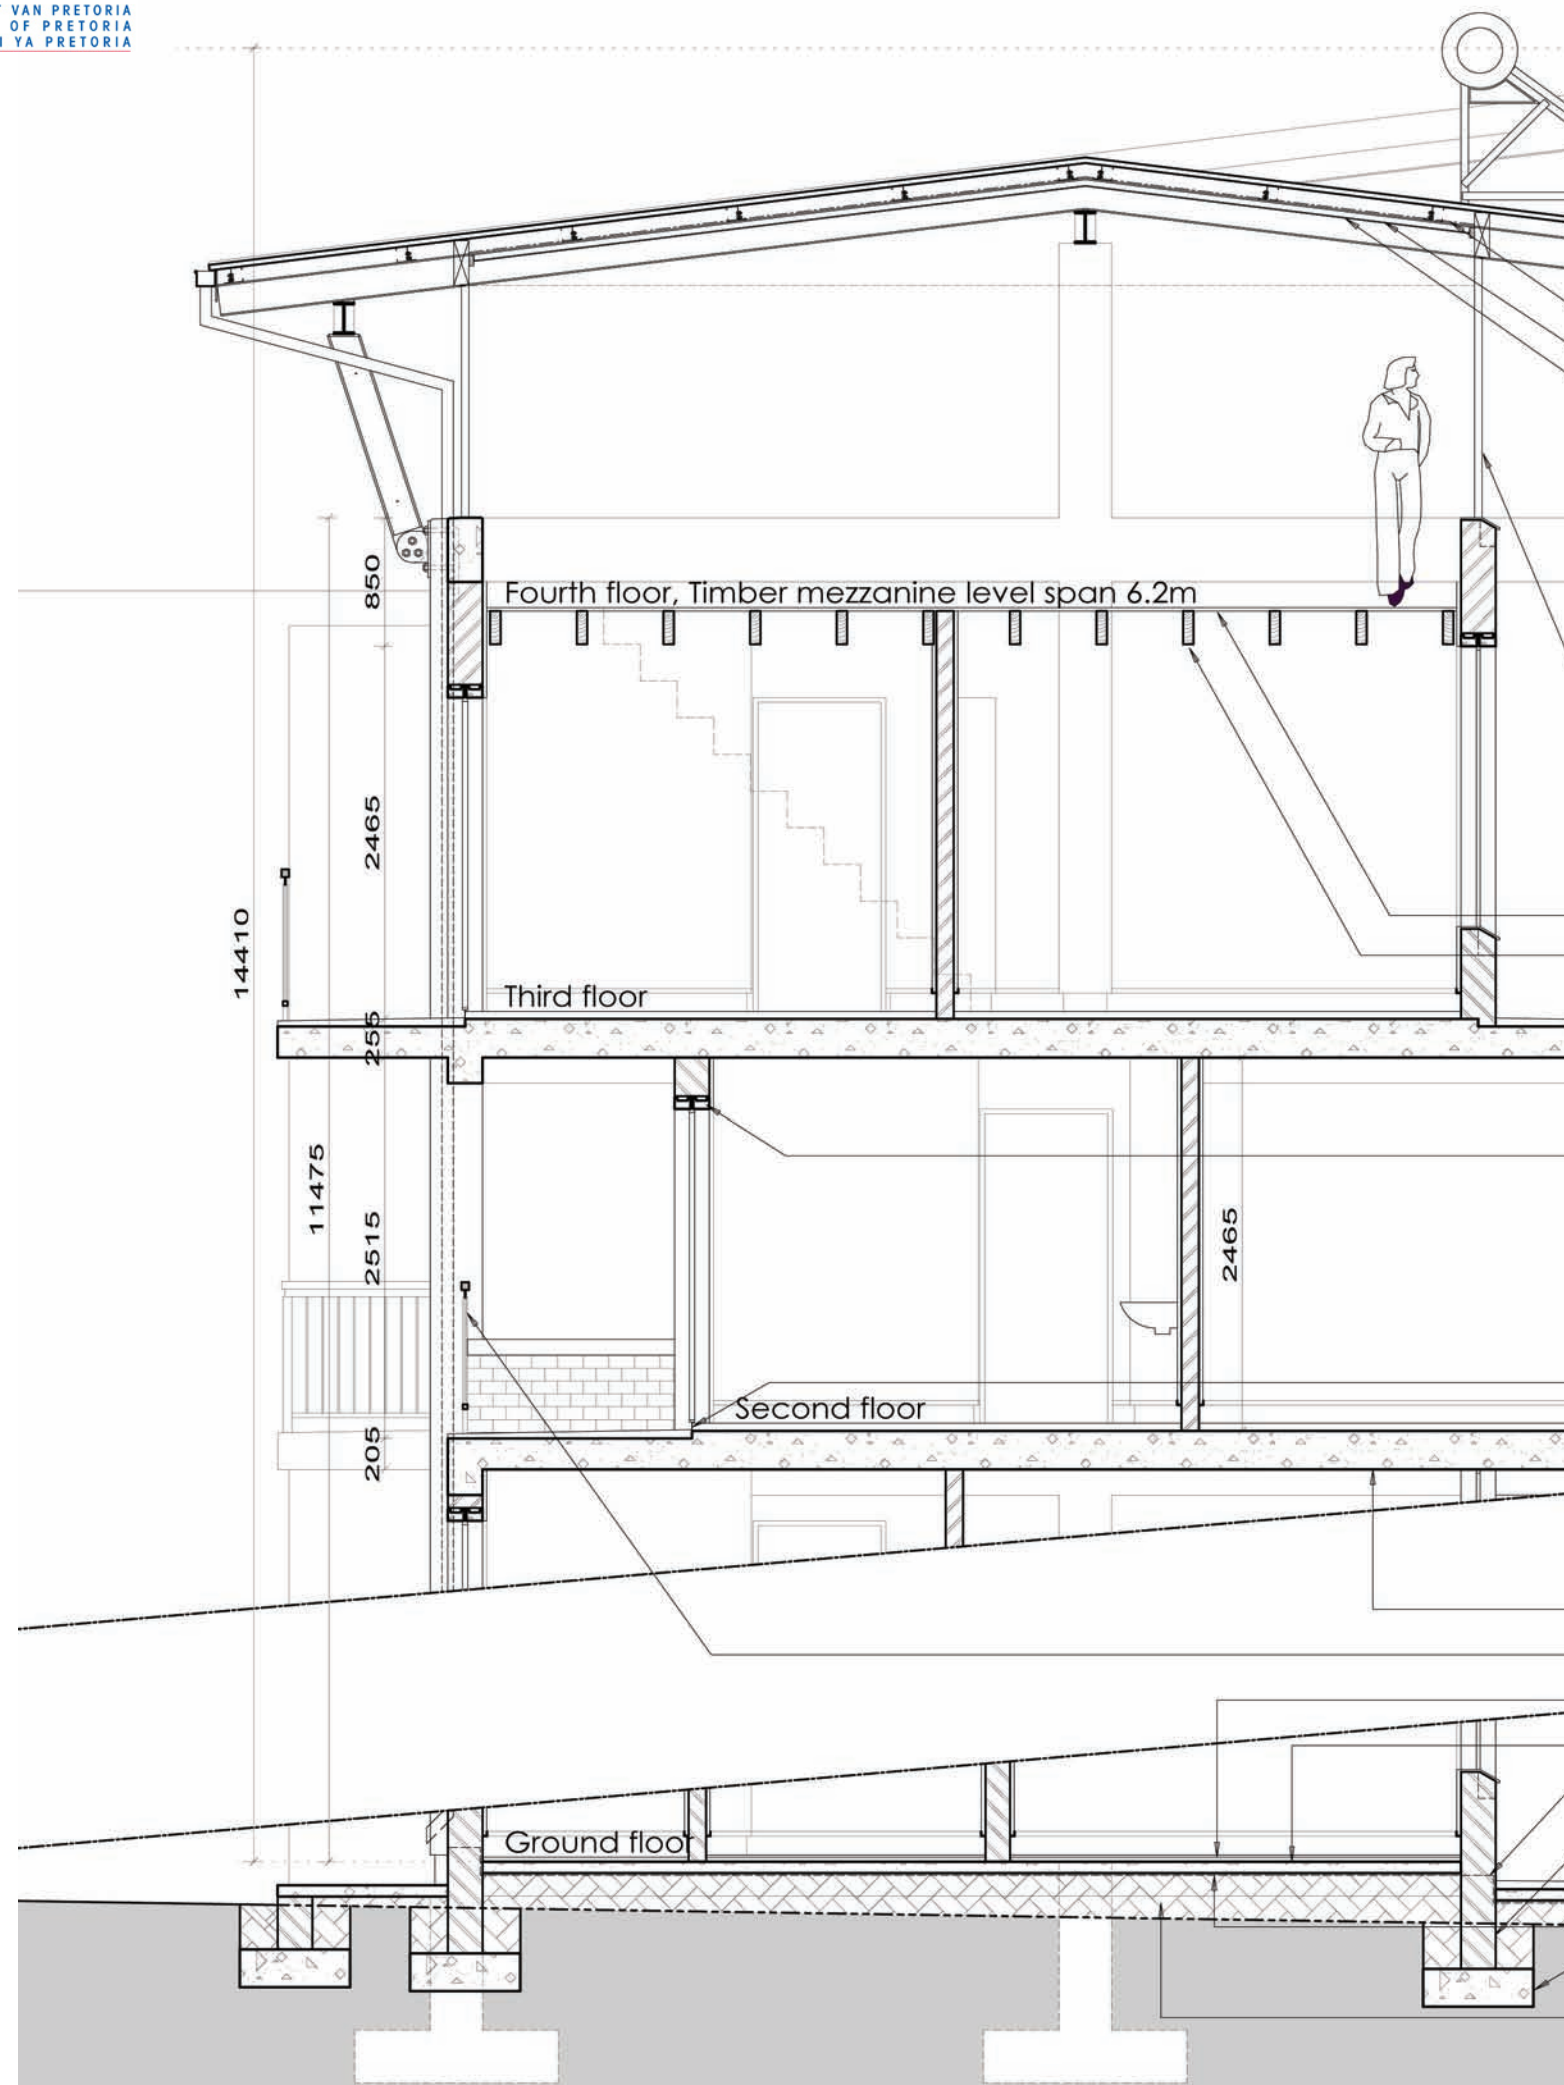 VAN PRETORIA
OF PRETORIA
YA PRETORIA
850
Fourth floor, Timber mezzanine level span 6.2m
2465
14410
Third floor
255
11475
2515
2465
Second floor
205
Ground floor